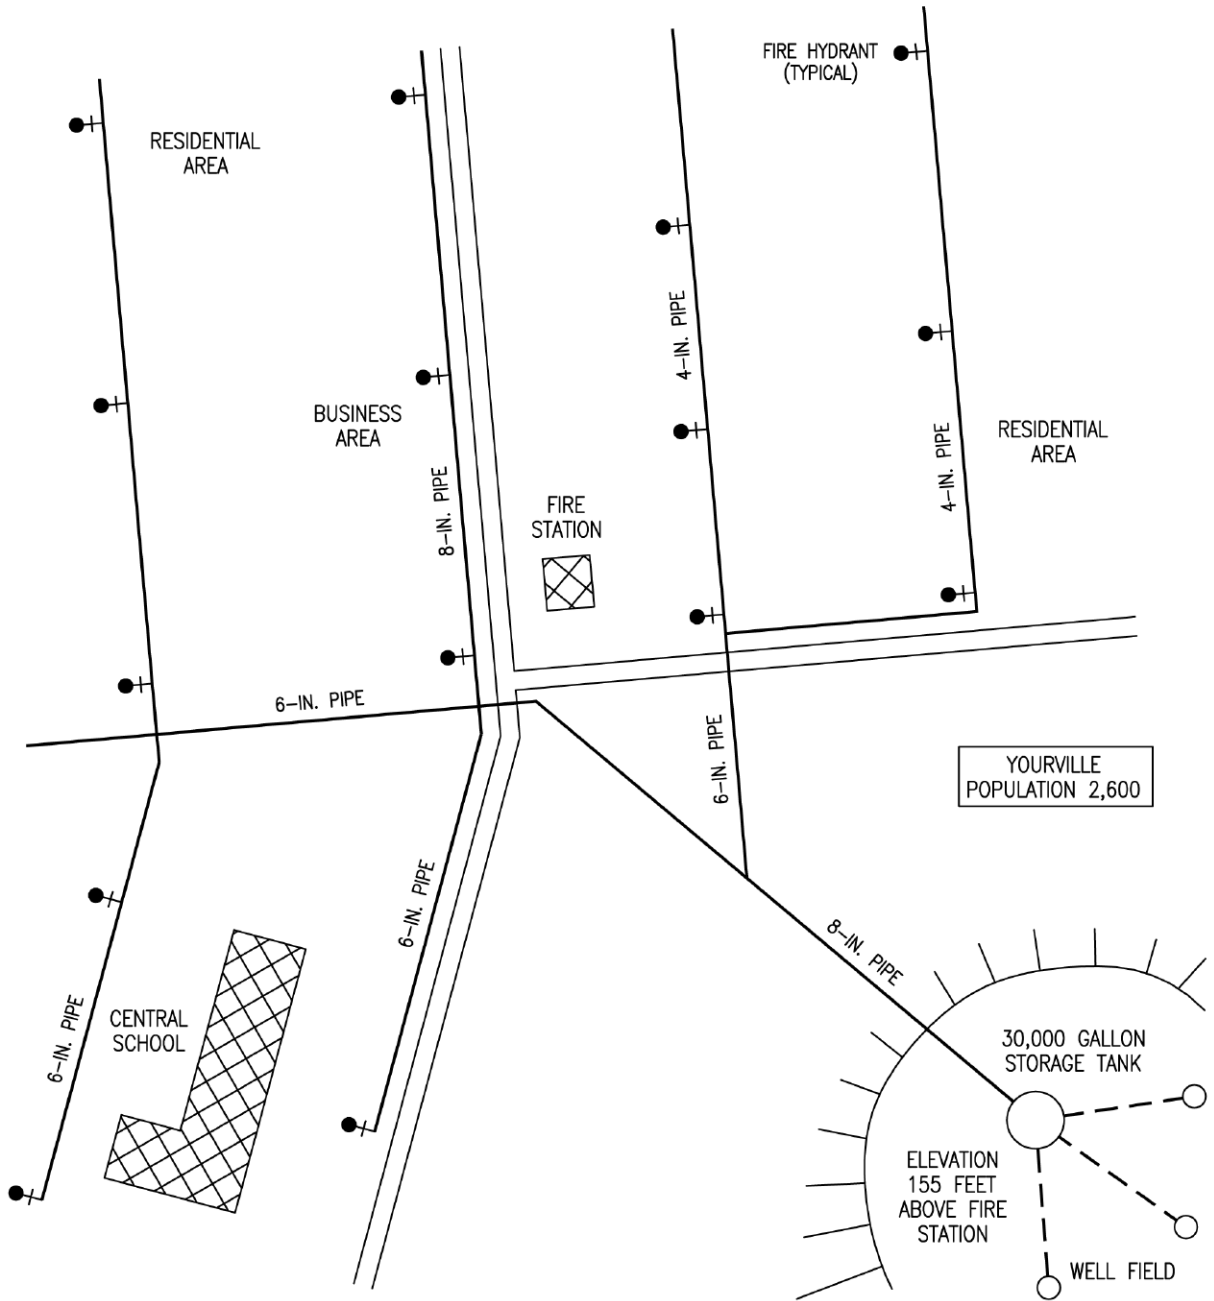 FIRE HYDRANT
(TYPICAL)
RESIDENTIAL
AREA
4-IN. PIPE
BUSINESS
AREA
4-IN. PIPE
RESIDENTIAL
AREA
8-IN. PIPE
FIRE
STATION
6-IN. PIPE
6-IN. PIPE
YOURVILLE
POPULATION 2,600
6-IN. PIPE
8-IN. PIPE
CENTRAL
SCHOOL
6-IN. PIPE
30,000 GALLON
STORAGE TANK
ELEVATION
155 FEET
ABOVE FIRE
STATION
WELL FIELD